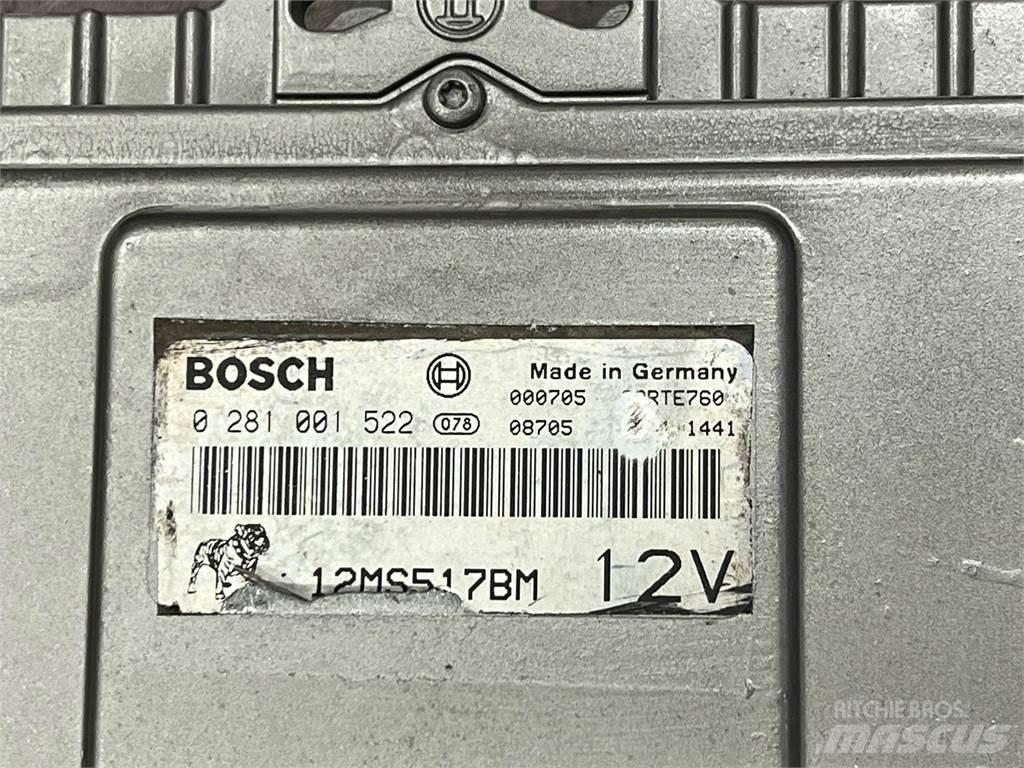 BOSCH
Made in Germany
000705
0 281 001 522 078
08705 1441
12MS517BM 12V
RITCHIE BROS.
MASCUS